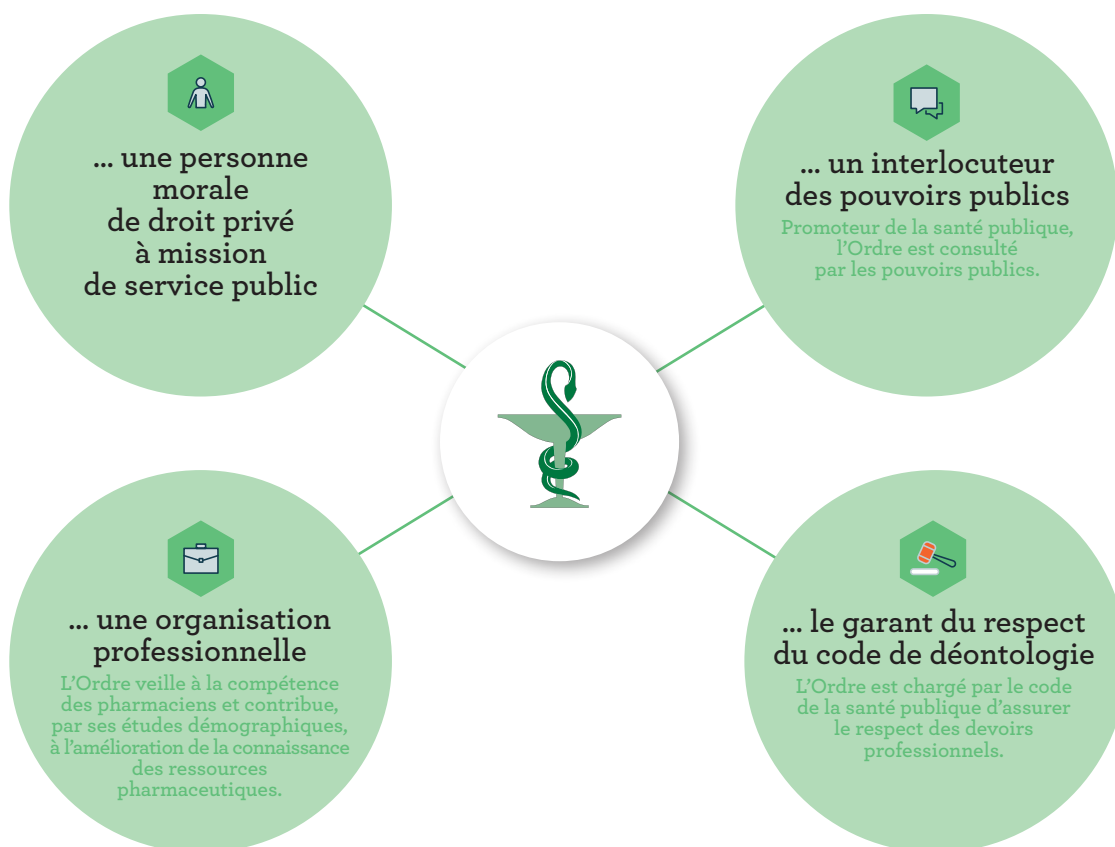 ... une personne
morale
de droit privé
à mission
de service public
... un interlocuteur
des pouvoirs publics
Promoteur de la santé publique,
l’Ordre est consulté
par les pouvoirs publics.
... une organisation
professionnelle
L’Ordre veille à la compétence
des pharmaciens et contribue,
par ses études démographiques,
à l’amélioration de la connaissance
des ressources
pharmaceutiques.
... le garant du respect
du code de déontologie
L’Ordre est chargé par le code
de la santé publique d’assurer
le respect des devoirs
professionnels.